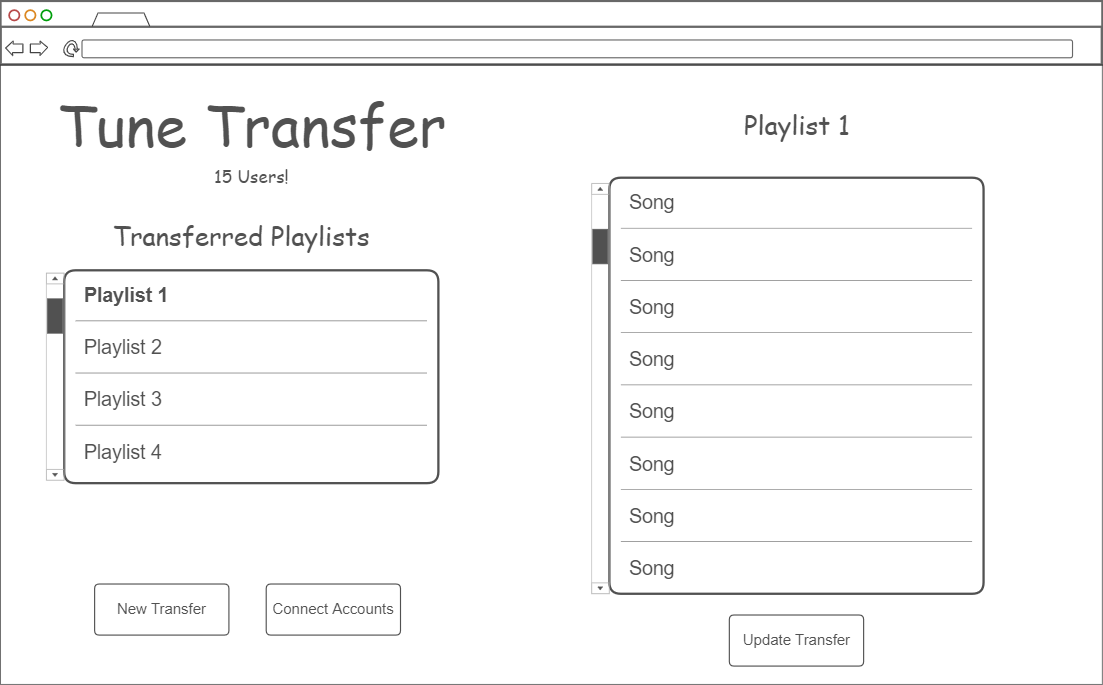 Tune Transfer
15 Users!
Transferred Playlists
Playlist 1
Playlist 2
Playlist 3
Playlist 4
New Transfer
Connect Accounts
Playlist 1
Song
Song
Song
Song
Song
Song
Song
Song
Update Transfer